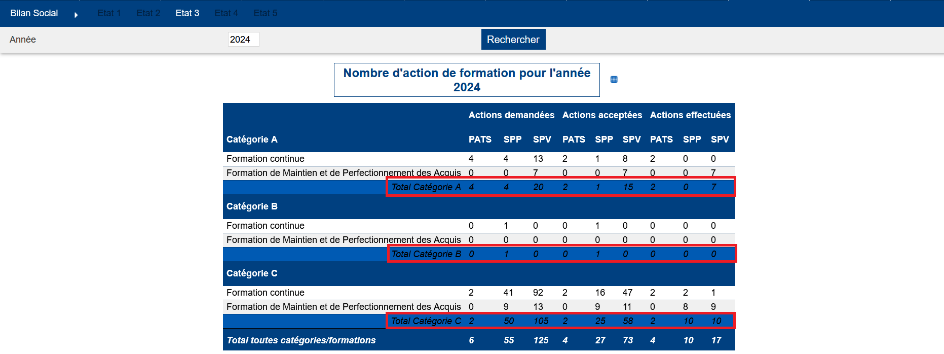 Bilan Social Etat 1 Etat 2 Etat 3 Etat 4 Etat 5
Année 2024 Rechercher
Nombre d'action de formation pour l'année
2024
Actions demandées Actions acceptées Actions effectuées
Catégorie A PATS SPP SPV PATS SPP SPV PATS SPP SPV
Formation continue 4 4 13 2 1 8 2 0 0
Formation de Maintien et de Perfectionnement des Acquis 0 0 7 0 0 7 0 0 7
Total Catégorie A 4 4 20 2 1 15 2 0 7
Catégorie B
Formation continue 0 1 0 0 1 0 0 0 0
Formation de Maintien et de Perfectionnement des Acquis 0 0 0 0 0 0 0 0 0
Total Catégorie B 0 1 0 0 1 0 0 0 0
Catégorie C
Formation continue 2 41 92 2 16 47 2 2 1
Formation de Maintien et de Perfectionnement des Acquis 0 9 13 0 9 11 0 8 9
Total Catégorie C 2 50 105 2 25 58 2 10 10
Total toutes catégories/formations 6 55 125 4 27 73 4 10 17